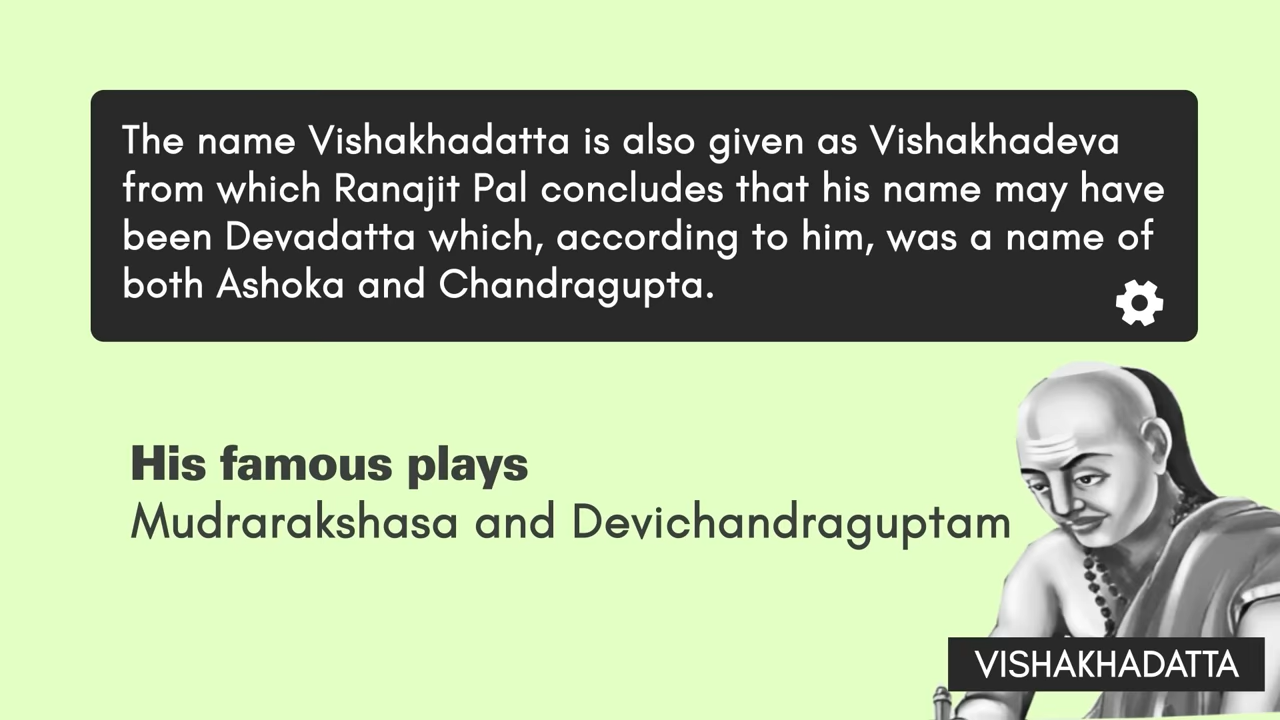 The name Vishakhadatta is also given as Vishakhadeva
from which Ranajit Pal concludes that his name may have
been Devadatta which, according to him, was a name of
both Ashoka and Chandragupta.
His famous plays
Mudrarakshasa and Devichandraguptam
VISHAKHADATTA